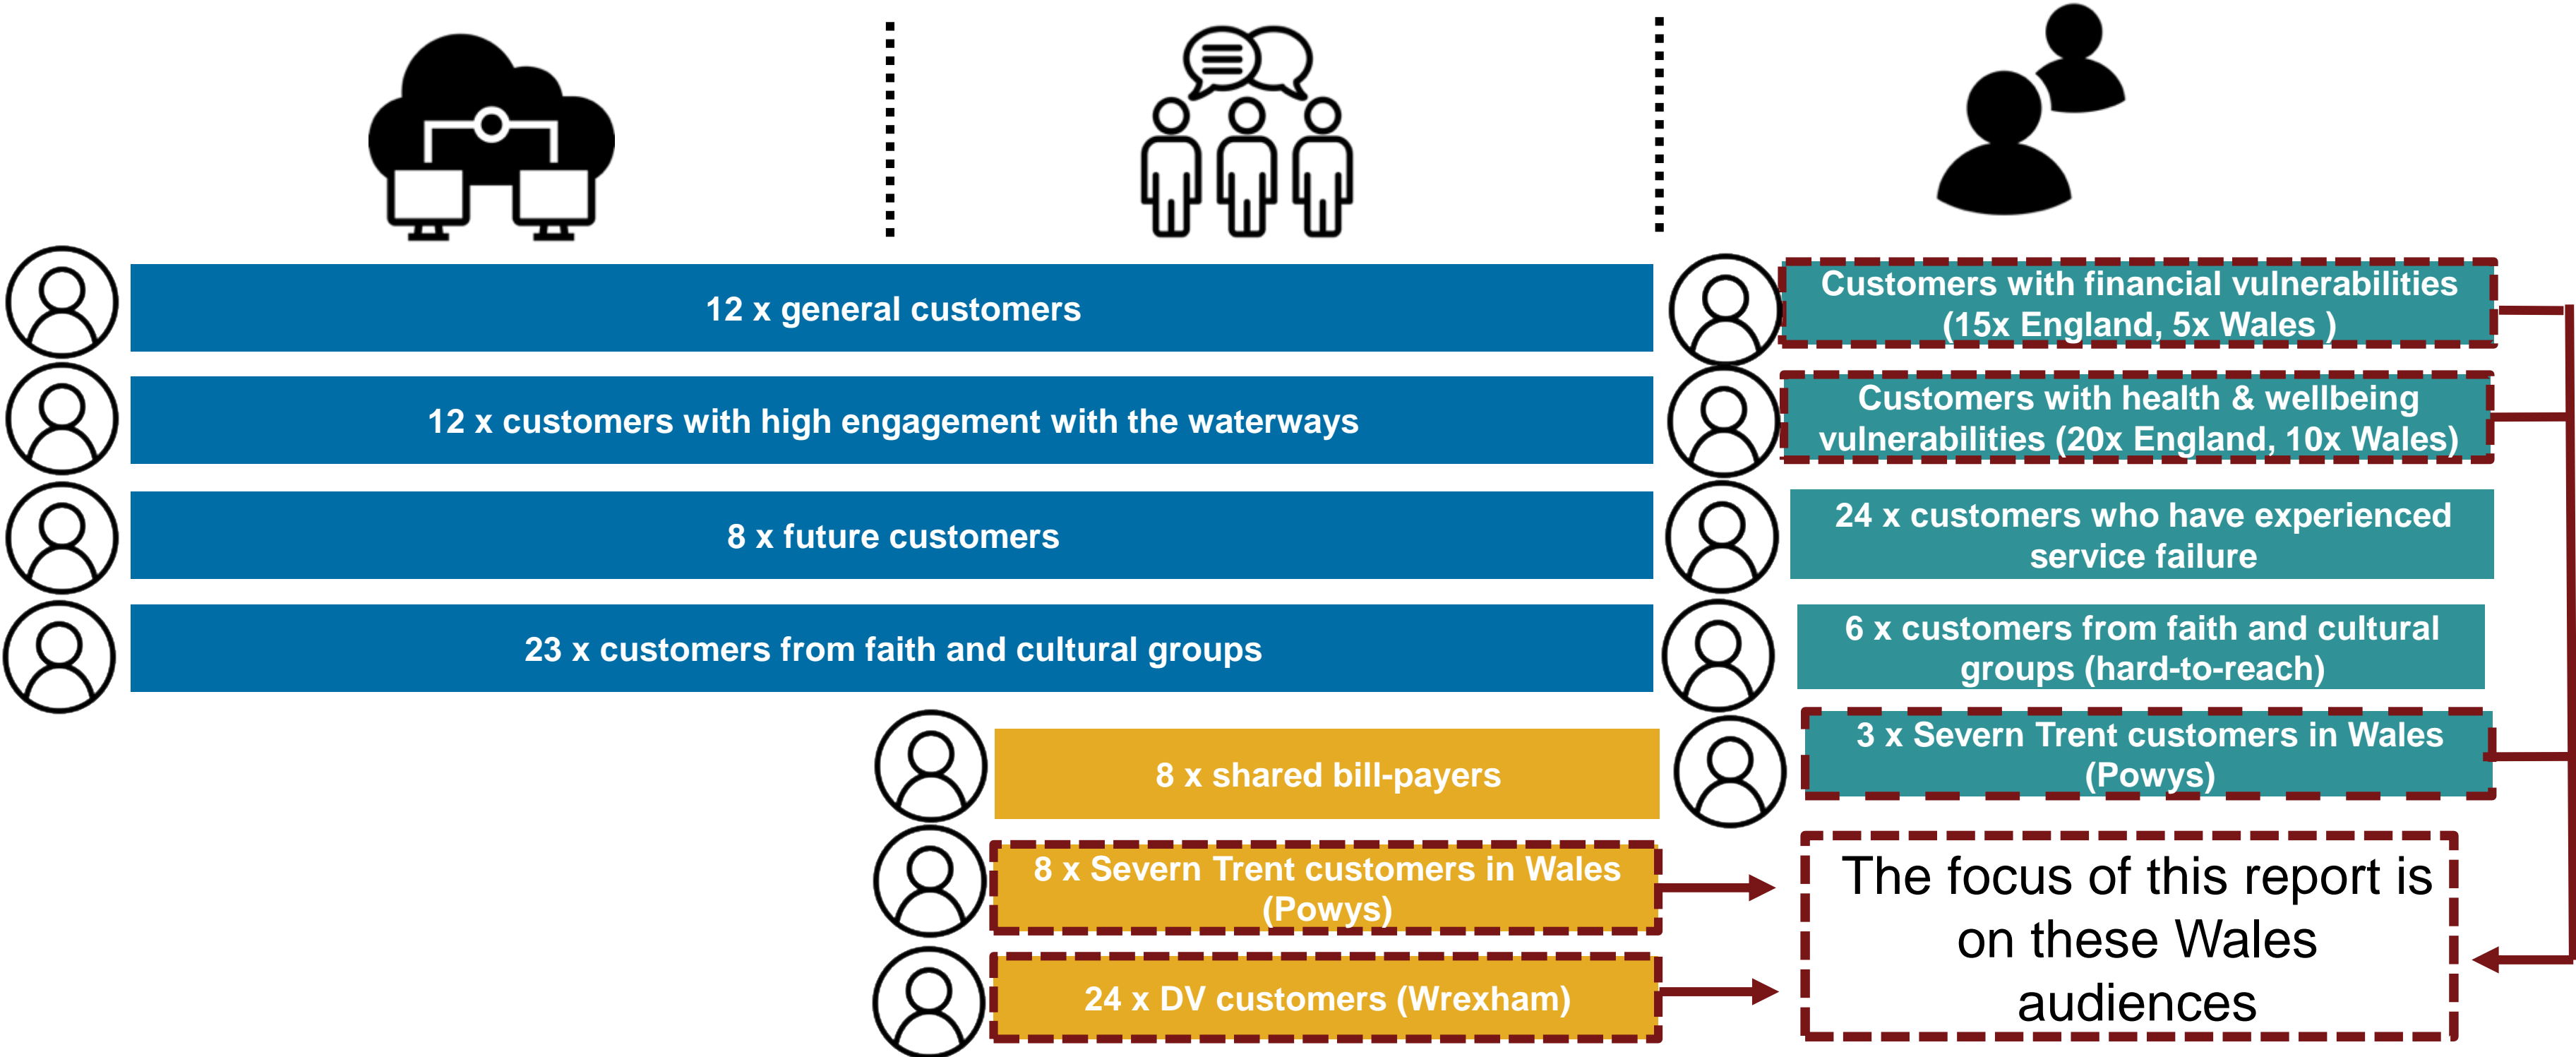 12 x general customers
12 x customers with high engagement with the waterways
8 x future customers
23 x customers from faith and cultural groups
8 x shared bill-payers
8 x Severn Trent customers in Wales
(Powys)
24 x DV customers (Wrexham)
Customers with financial vulnerabilities
(15x England, 5x Wales )
Customers with health & wellbeing
vulnerabilities (20x England, 10x Wales)
24 x customers who have experienced
service failure
6 x customers from faith and cultural
groups (hard-to-reach)
3 x Severn Trent customers in Wales
(Powys)
The focus of this report is
on these Wales
audiences